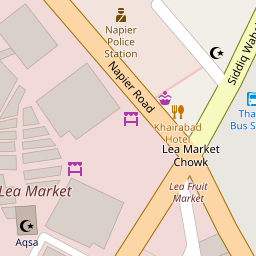 Napier
Police
Station
Napier Road
Siddiq Waha
Khairabad
Hotel
Tha
Bus S
Lea Market
Chowk
Lea Fruit
Market
Lea Market
Aqsa